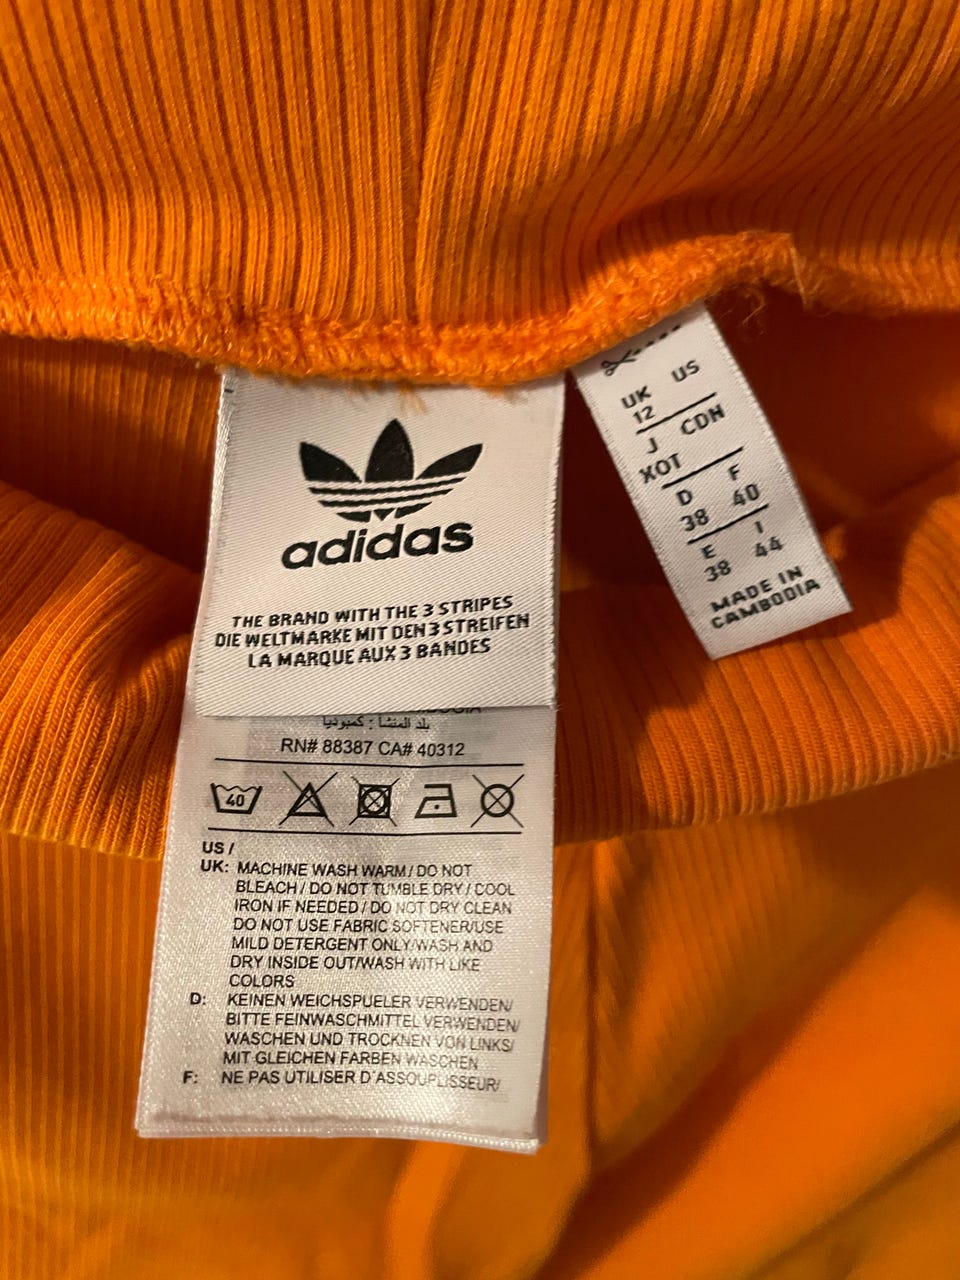 adidas
THE BRAND WITH THE 3 STRIPES
DIE WELTMARKE MIT DEN 3 STREIFEN
LA MARQUE AUX 3 BANDES
بلد المنشأ : كمبوديا
RN# 88387 CA# 40312
40
US /
UK: MACHINE WASH WARM / DO NOT
BLEACH / DO NOT TUMBLE DRY / COOL
IRON IF NEEDED / DO NOT DRY CLEAN
DO NOT USE FABRIC SOFTENER/USE
MILD DETERGENT ONLY/WASH AND
DRY INSIDE OUT/WASH WITH LIKE
COLORS
D: KEINEN WEICHSPUELER VERWENDEN/
BITTE FEINWASCHMITTEL VERWENDEN/
WASCHEN UND TROCKNEN VON LINKS/
MIT GLEICHEN FARBEN WASCHEN
F: NE PAS UTILISER D'ASSOUPLISSEUR/
UK US
12
J CDN
XOT
D F
38 40
E I
38 44
MADE IN
CAMBODIA